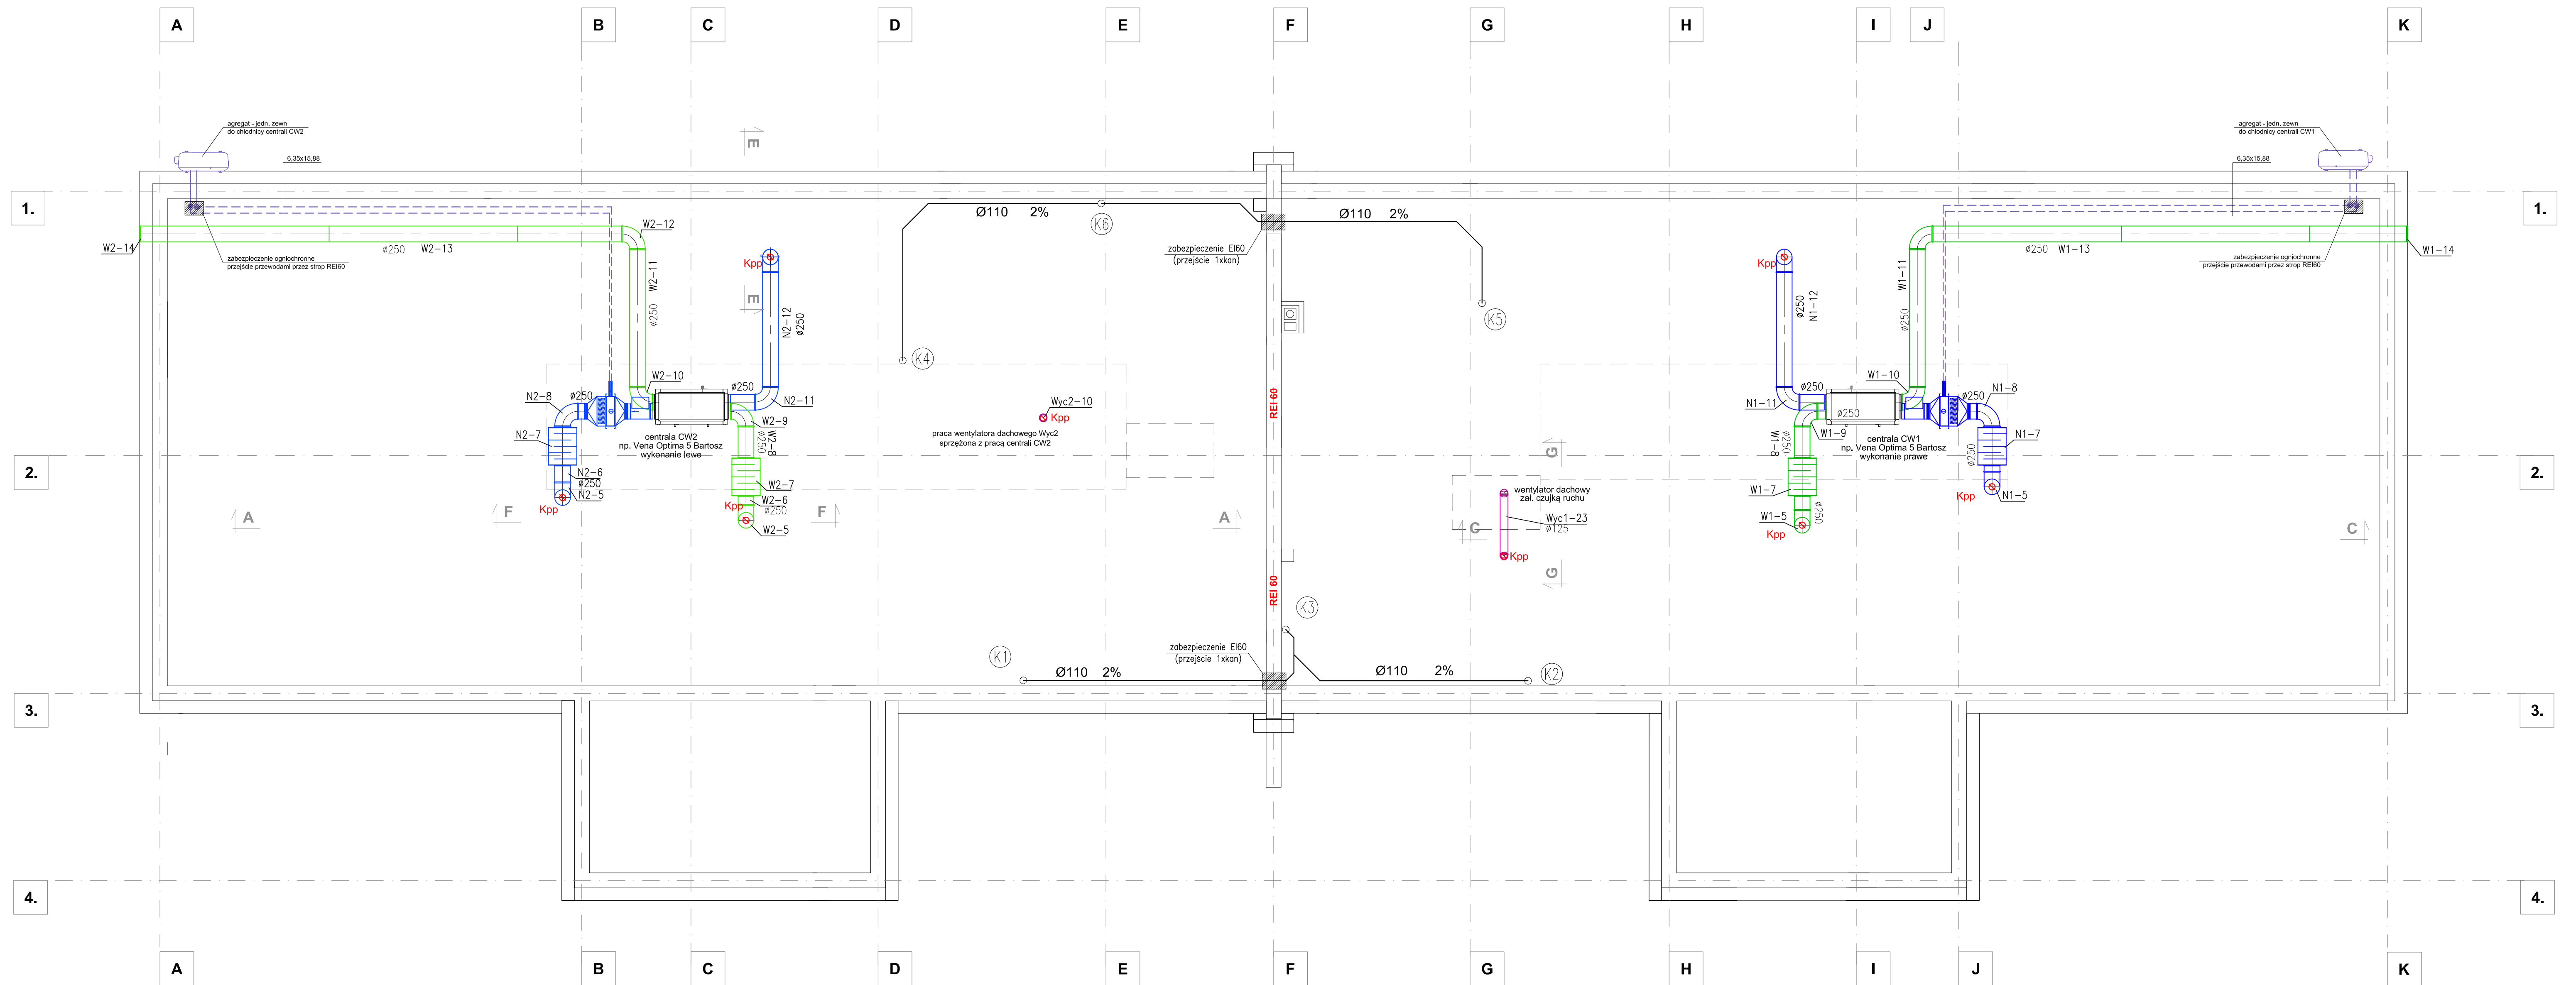 A
B
C
D
E
F
G
H
I
J
K
agregat - jedn. zewn
do chłodnicy centrali CW2
6,35x15,88
E
agregat - jedn. zewn
do chłodnicy centrali CW1
6,35x15,88
1.
1.
W2-14
ø250
W2-13
W2-12
zabezpieczenie ogniochronne
przejście przewodami przez strop REI60
W2-11
ø250
Kpp
E
N2-12
ø250
Ø110
2%
K6
Ø110
2%
zabezpieczenie EI60
(przejście 1xkan)
K4
K5
Kpp
ø250
N1-12
W1-11
ø250
ø250
W1-13
W1-14
zabezpieczenie ogniochronne
przejście przewodami przez strop REI60
N2-8
ø250
W2-10
ø250
N2-11
W2-9
W2-8
ø250
N2-7
centrala CW2
np. Vena Optima 5 Bartosz
wykonanie lewe
W2-7
N2-6
ø250
N2-5
Kpp
Kpp
W2-6
ø250
W2-5
Wyc2-10
Kpp
praca wentylatora dachowego Wyc2
sprzężona z pracą centrali CW2
REI 60
N1-11
ø250
W1-10
ø250
ø250
N1-8
W1-9
W1-8
ø250
centrala CW1
np. Vena Optima 5 Bartosz
wykonanie prawe
N1-7
ø250
W1-7
Kpp
N1-5
W1-5
ø250
Kpp
2.
2.
G
wentylator dachowy
zał. czujką ruchu
Wyc1-23
ø125
Kpp
A
F
F
A
C
C
G
REI 60
K3
zabezpieczenie EI60
(przejście 1xkan)
K1
Ø110
2%
Ø110
2%
K2
3.
3.
4.
4.
A
B
C
D
E
F
G
H
I
J
K